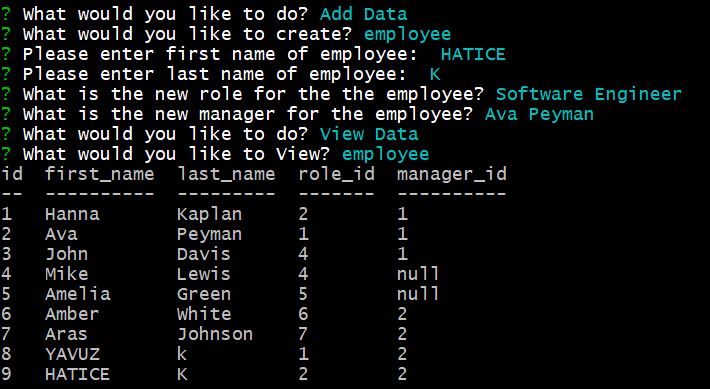 ? What would you like to do? Add Data
? What would you like to create? employee
? Please enter first name of employee:  HATICE
? Please enter last name of employee:  K
? What is the new role for the the employee? Software Engineer
? What is the new manager for the employee? Ava Peyman
? What would you like to do? View Data
? What would you like to View? employee
id  first_name  last_name  role_id  manager_id
--  ----------  ---------  -------  ----------
1   Hanna       Kaplan     2        1
2   Ava         Peyman     1        1
3   John        Davis      4        1
4   Mike        Lewis      4        null
5   Amelia      Green      5        null
6   Amber       White      6        2
7   Aras        Johnson    7        2
8   YAVUZ       k          1        2
9   HATICE      K          2        2